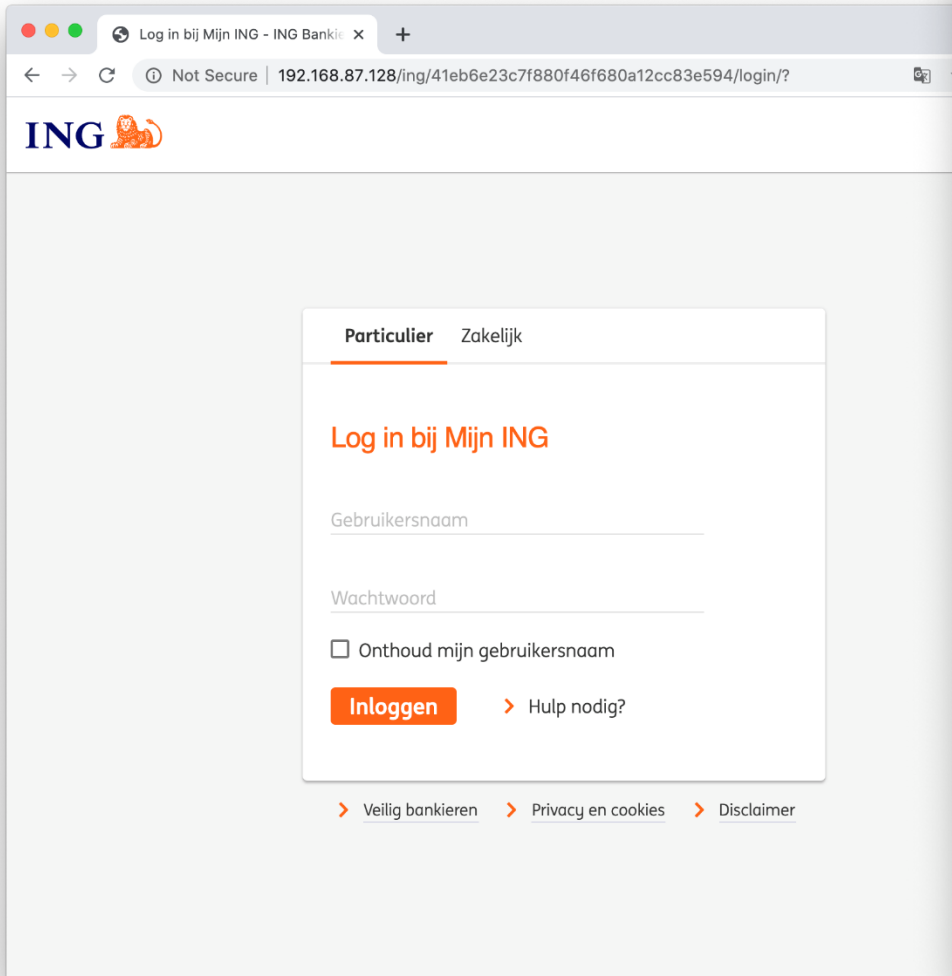 Log in bij Mijn ING - ING Bankie
Not Secure | 192.168.87.128/ing/41eb6e23c7f880f46f680a12cc83e594/login/?
ING
Particulier Zakelijk
Log in bij Mijn ING
Gebruikersnaam
Wachtwoord
Onthoud mijn gebruikersnaam
Inloggen Hulp nodig?
Veilig bankieren Privacy en cookies Disclaimer